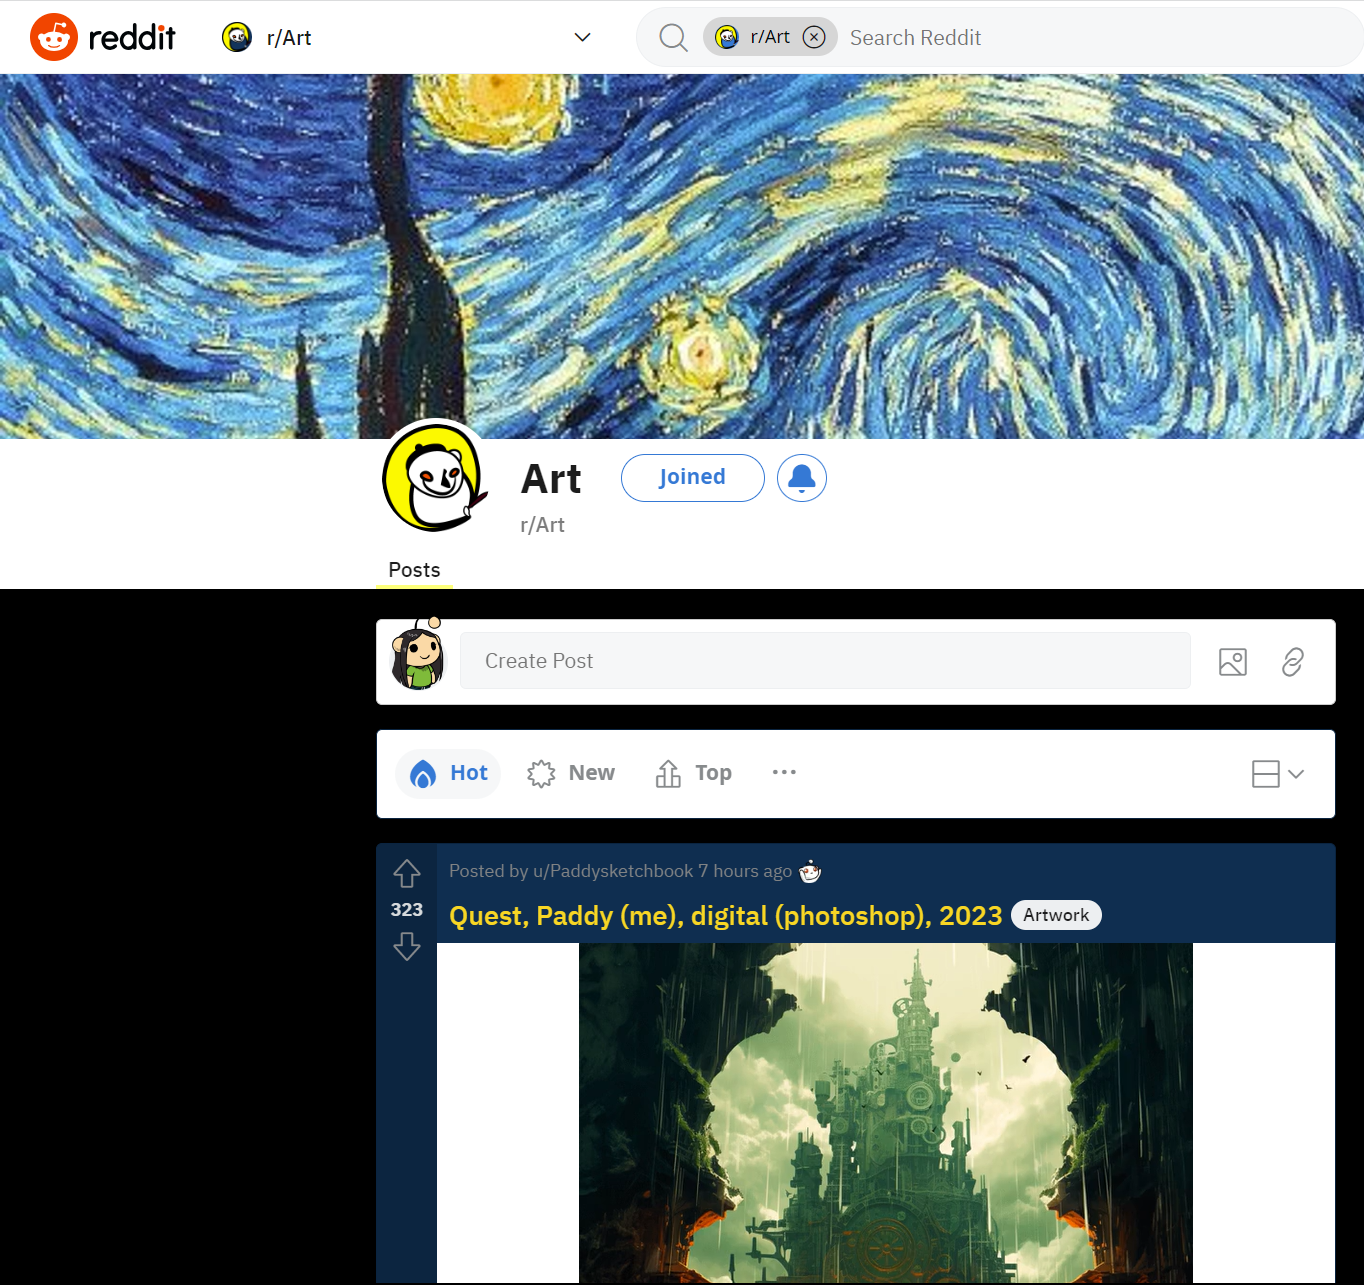 reddit
r/Art
r/Art
Search Reddit
Art
Joined
r/Art
Posts
Create Post
Hot
New
Top
Posted by u/Paddysketchbook 7 hours ago
323
Quest, Paddy (me), digital (photoshop), 2023
Artwork